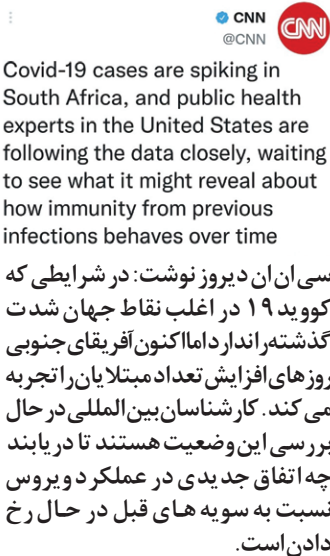 CNN
@CNN
CNN
Covid-19 cases are spiking in
South Africa, and public health
experts in the United States are
following the data closely, waiting
to see what it might reveal about
how immunity from previous
infections behaves over time
سی‌ان‌ان دیروز نوشت: در شرایطی که
کووید ۱۹ در اغلب نقاط جهان شدت
گذشته را ندارد اما اکنون آفریقای جنوبی
روزهای افزایش تعداد مبتلایان را تجربه
می کند. کارشناسان بین‌المللی در حال
بررسی این وضعیت هستند تا دریابند
چه اتفاق جدیدی در عملکرد ویروس
نسبت به سویه هـای قبل در حـال رخ
دادن است.